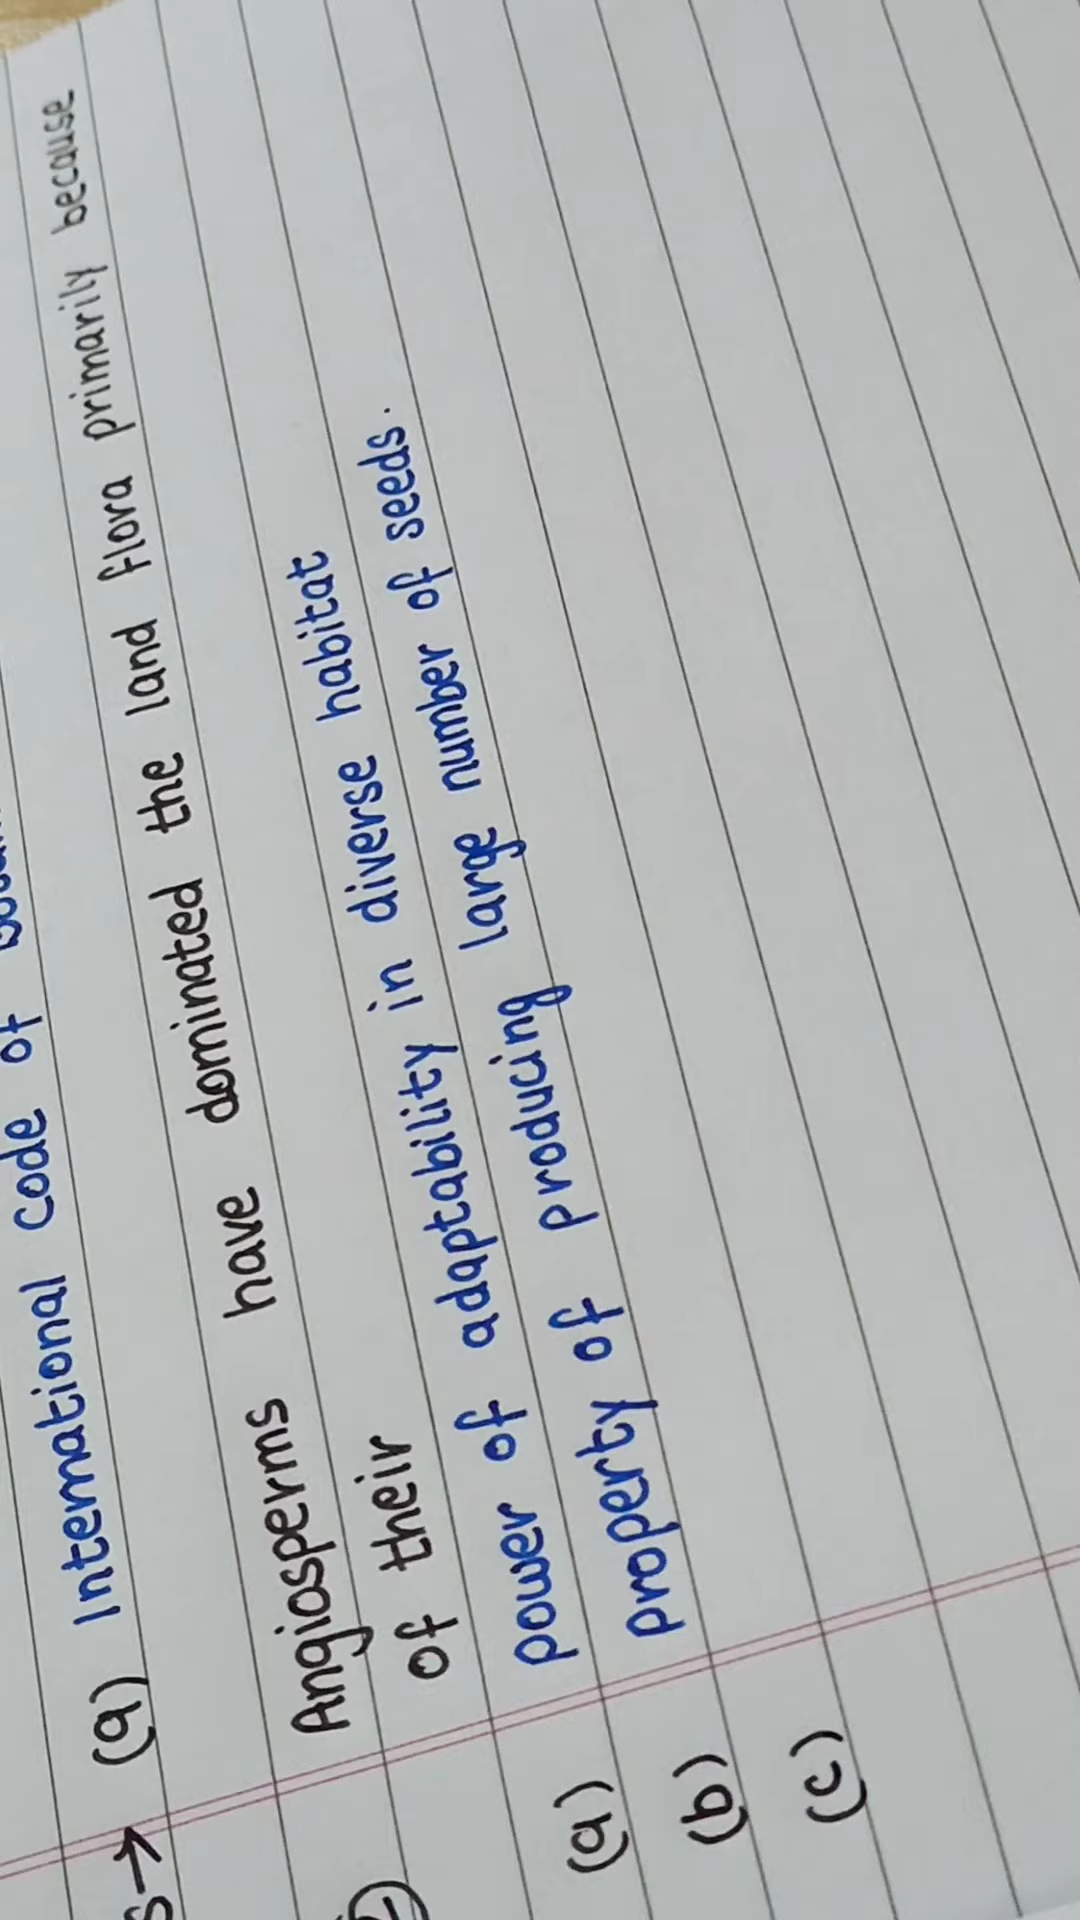 s→ (a) International Code of
Angiosperms have dominated the land flora primarily because
of their
(a) power of adaptability in diverse habitat
(b) property of producing large number of seeds.
(c)